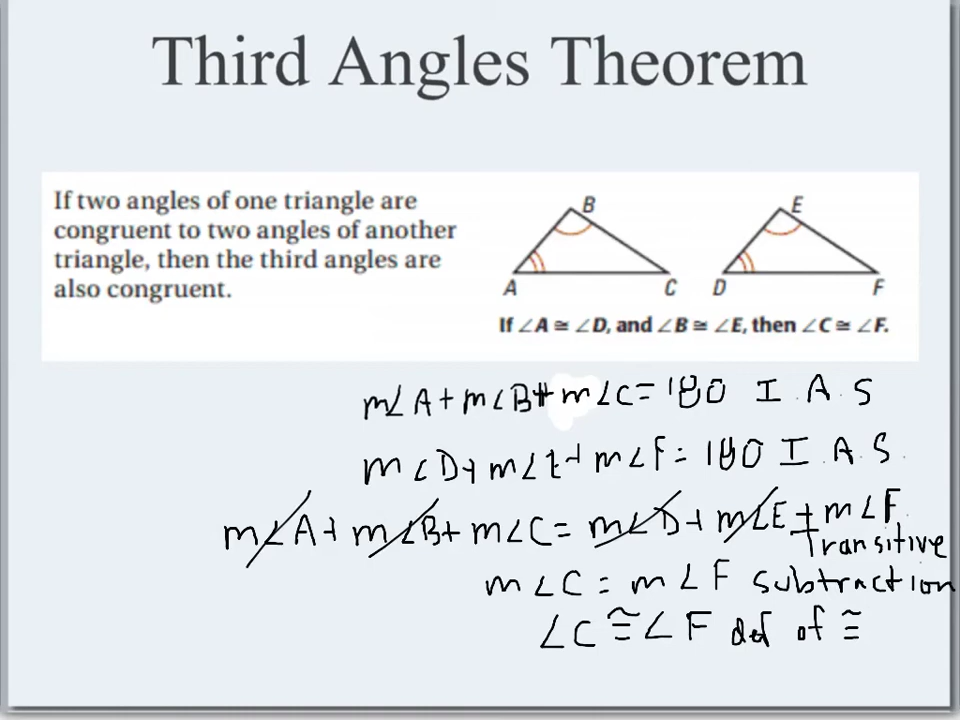 Third Angles Theorem
If two angles of one triangle are
congruent to two angles of another
triangle, then the third angles are
also congruent.
B
A
C
E
D
F
If ∠A ≅ ∠D, and ∠B ≅ ∠E, then ∠C ≅ ∠F.
m∠A + m∠B + m∠C = 180 I.A.S
m∠D + m∠E + m∠F = 180 I.A.S.
m∠A + m∠B + m∠C = m∠D + m∠E + m∠F
Transitive
m∠C = m∠F subtraction
∠C ≅ ∠F def of ≅